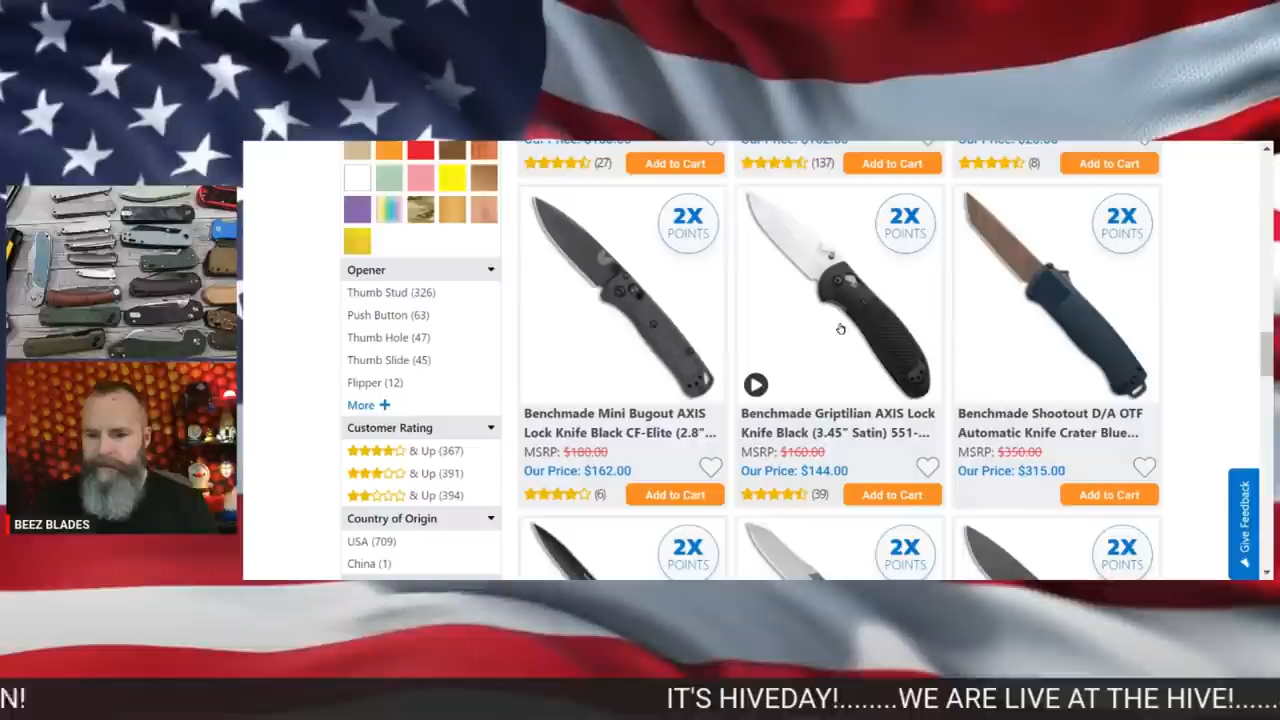 (27)
Add to Cart
(137)
Add to Cart
(8)
Add to Cart
2X
POINTS
2X
POINTS
2X
POINTS
Opener
Thumb Stud (326)
Push Button (63)
Thumb Hole (47)
Thumb Slide (45)
Flipper (12)
More +
Customer Rating
& Up (367)
& Up (391)
& Up (394)
Country of Origin
USA (709)
China (1)
Benchmade Mini Bugout AXIS
Lock Knife Black CF-Elite (2.8"...
MSRP: $180.00
Our Price: $162.00
(6)
Add to Cart
Benchmade Griptilian AXIS Lock
Knife Black (3.45" Satin) 551-...
MSRP: $160.00
Our Price: $144.00
(39)
Add to Cart
Benchmade Shootout D/A OTF
Automatic Knife Crater Blue...
MSRP: $350.00
Our Price: $315.00
Add to Cart
2X
POINTS
2X
POINTS
2X
POINTS
Give Feedback
BEEZ BLADES
N! IT'S HIVEDAY!........WE ARE LIVE AT THE HIVE!......